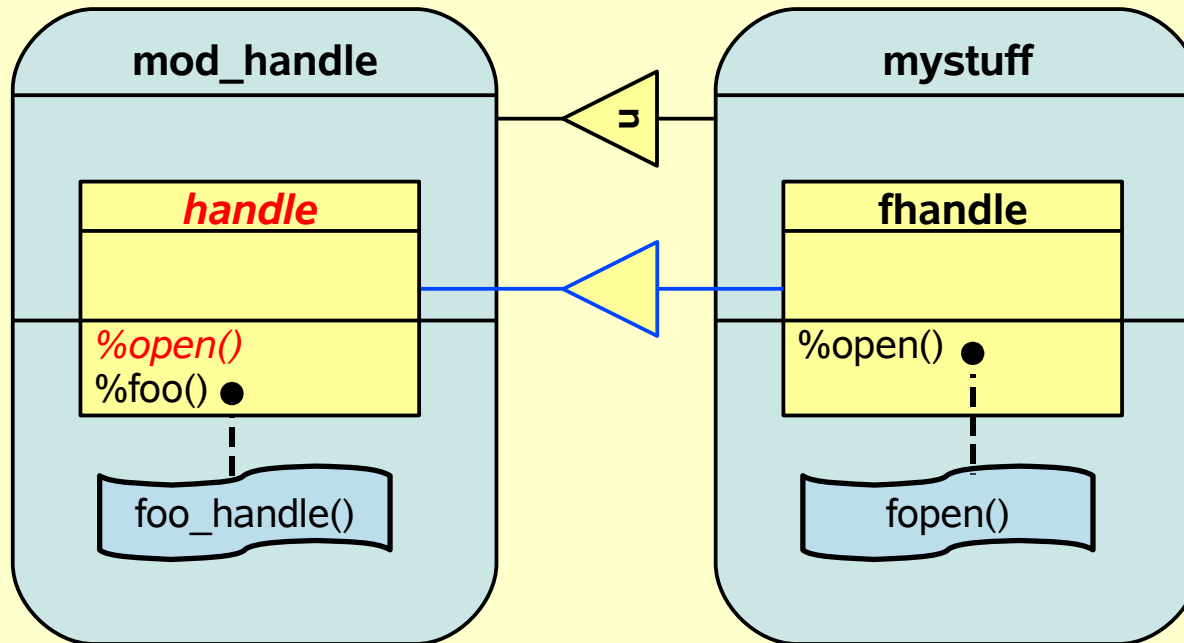 mod_handle
handle
%open()
%foo()
foo_handle()
u
mystuff
fhandle
%open()
fopen()